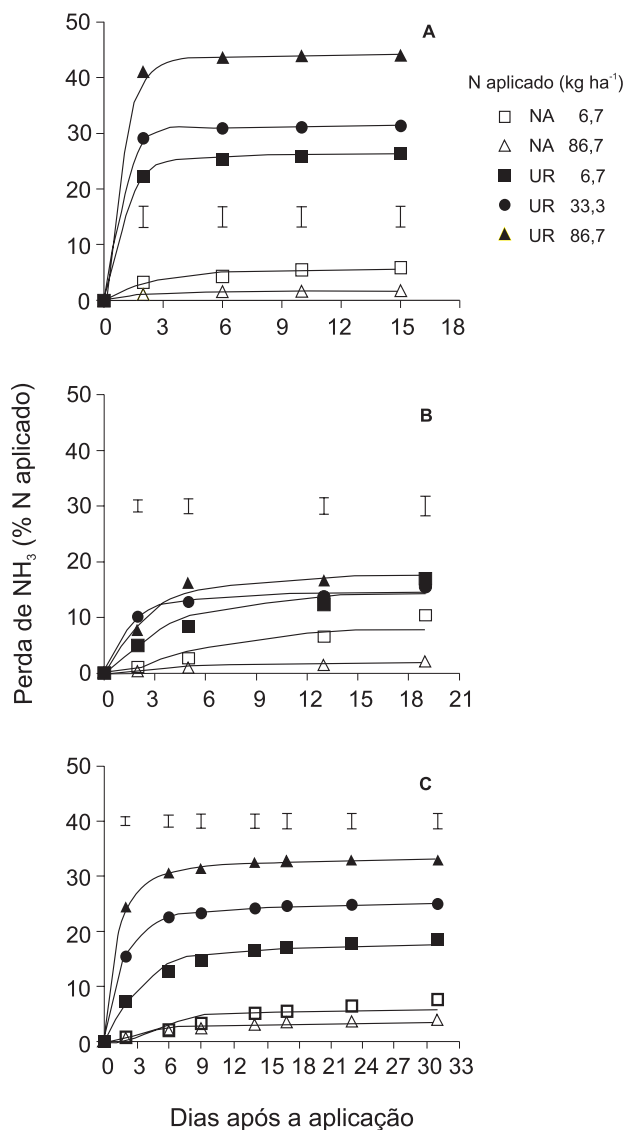 50
A
40
30
20
10
0
0 3 6 9 12 15 18
N aplicado (kg ha⁻¹)
NA 6,7
NA 86,7
UR 6,7
UR 33,3
UR 86,7
Perda de NH₃ (% N aplicado)
50
B
40
30
20
10
0
0 3 6 9 12 15 18 21
50
C
40
30
20
10
0
0 3 6 9 12 15 18 21 24 27 30 33
Dias após a aplicação